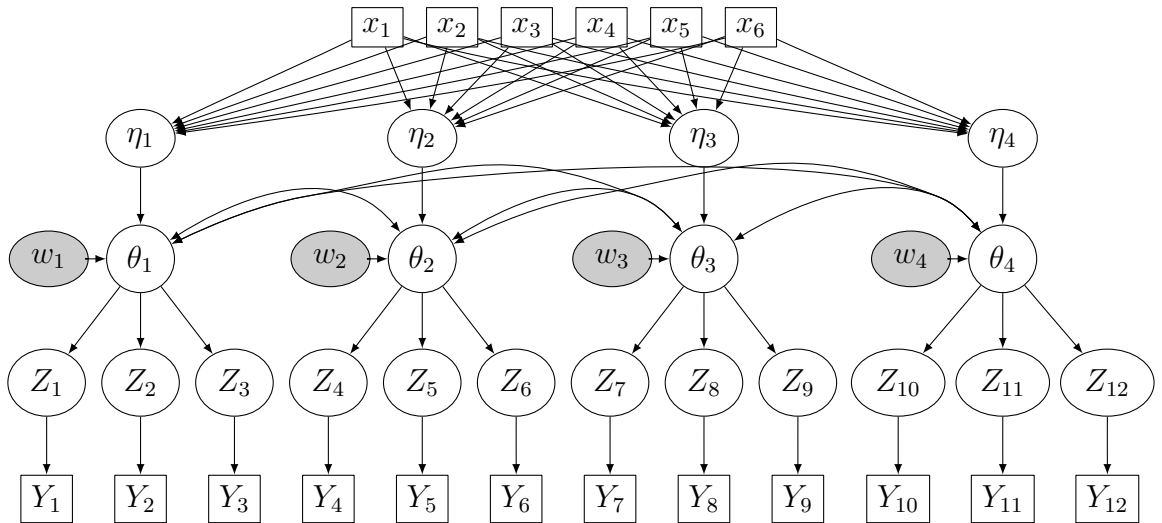 x₁ x₂ x₃ x₄ x₅ x₆
η₁ η₂ η₃ η₄
w₁ θ₁ w₂ θ₂ w₃ θ₃ w₄ θ₄
Z₁ Z₂ Z₃ Z₄ Z₅ Z₆ Z₇ Z₈ Z₉ Z₁₀ Z₁₁ Z₁₂
Y₁ Y₂ Y₃ Y₄ Y₅ Y₆ Y₇ Y₈ Y₉ Y₁₀ Y₁₁ Y₁₂